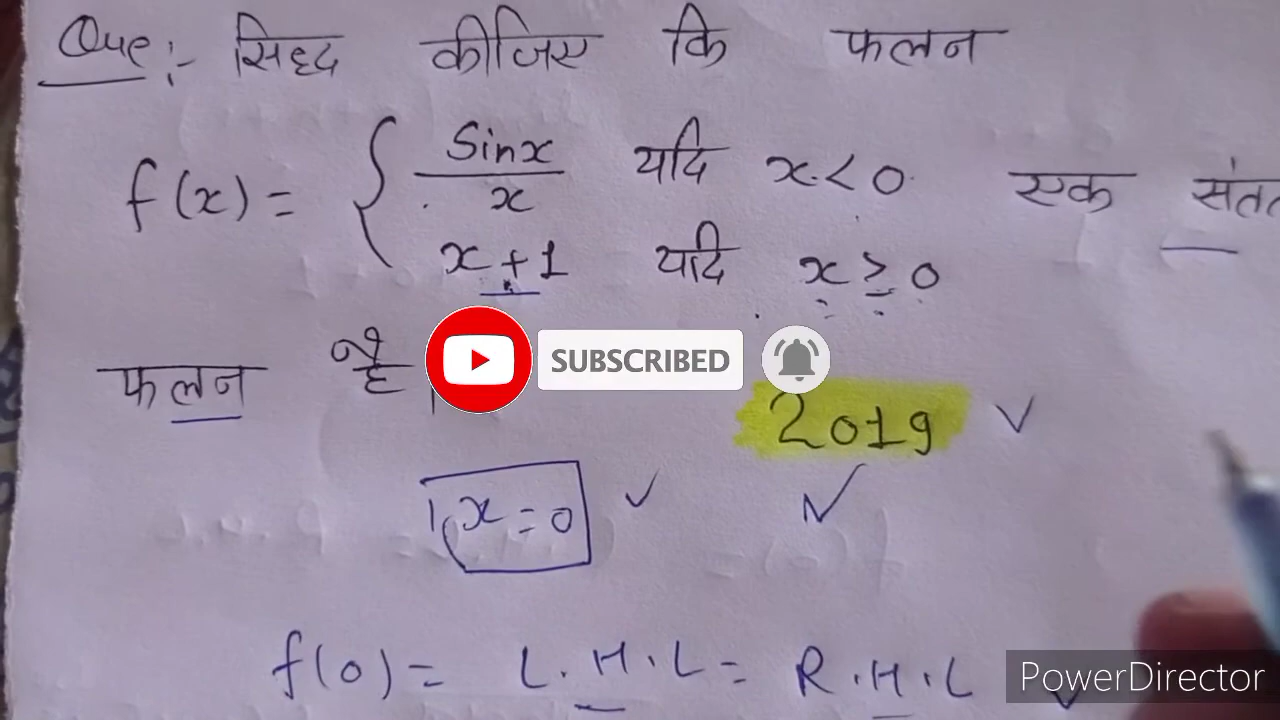 Que:- सिध्द कीजिए कि फलन
f(x) = { sinx/x यदि x < 0 एक संतत
x+1 यदि x ≥ 0
फलन है।
SUBSCRIBED
2019
x = 0
f(0) = L.H.L = R.H.L
PowerDirector